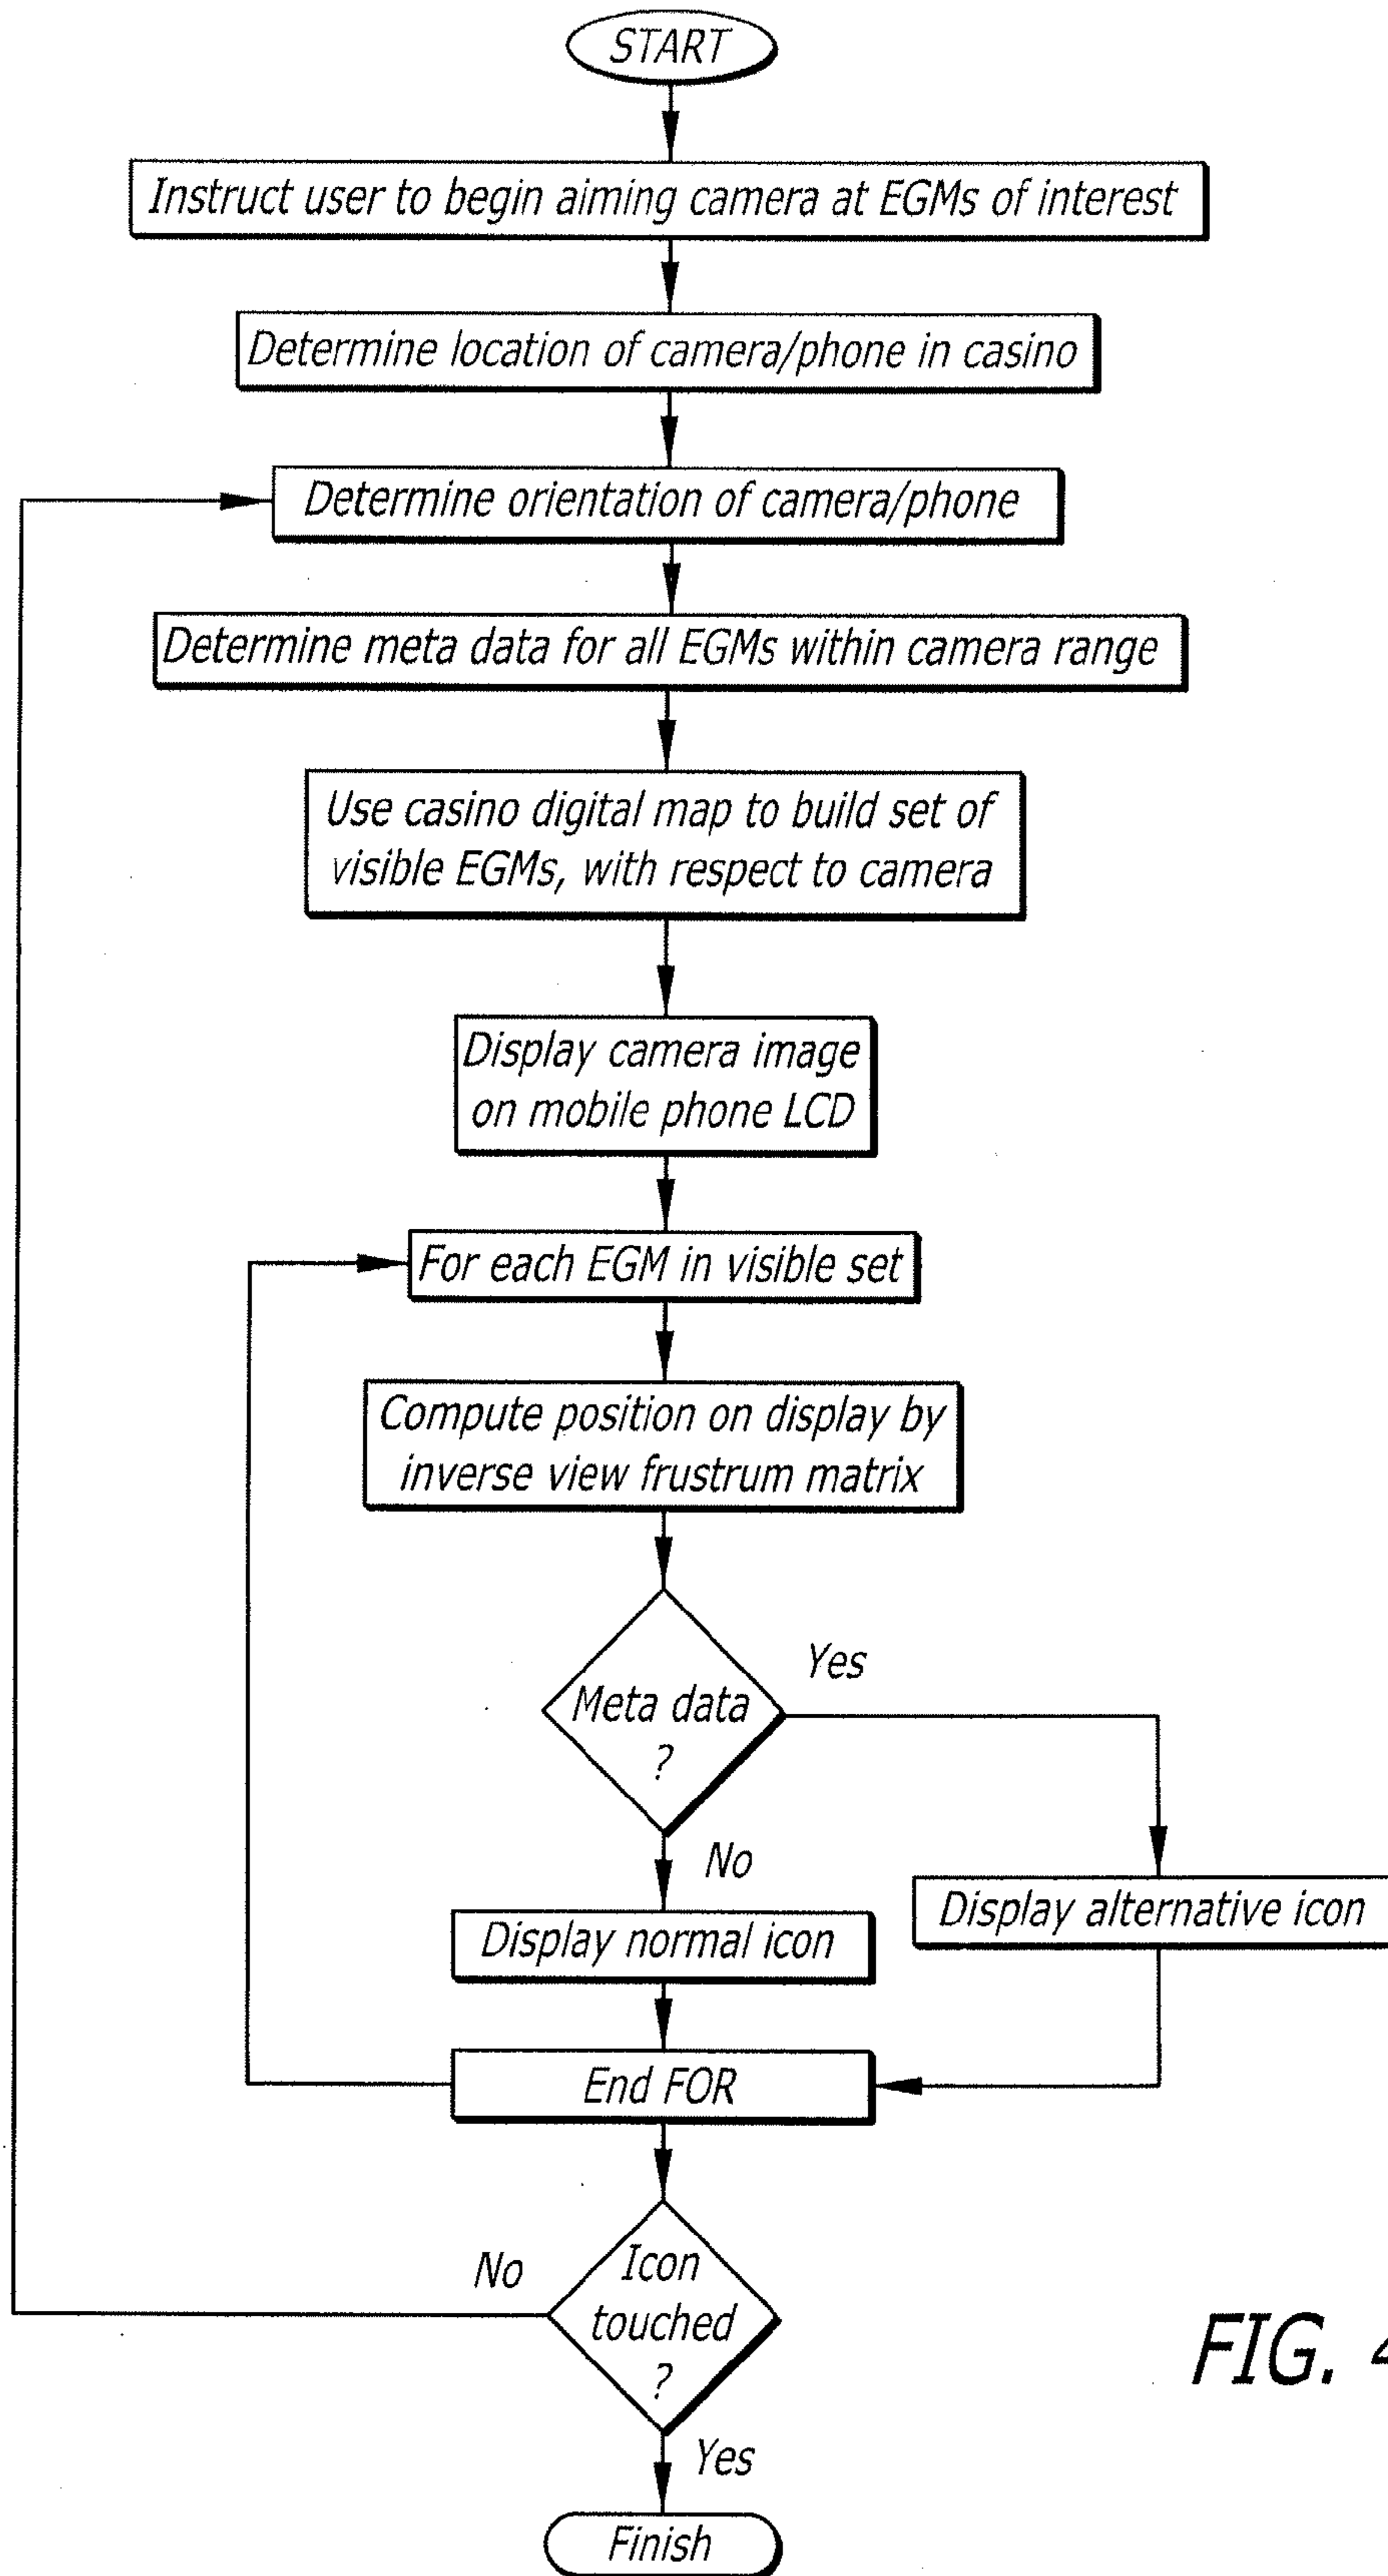 START
Instruct user to begin aiming camera at EGMs of interest
Determine location of camera/phone in casino
Determine orientation of camera/phone
Determine meta data for all EGMs within camera range
Use casino digital map to build set of
visible EGMs, with respect to camera
Display camera image
on mobile phone LCD
For each EGM in visible set
Compute position on display by
inverse view frustrum matrix
Meta data
?
Yes
No
Display normal icon
Display alternative icon
End FOR
Icon
touched
?
No
Yes
Finish
FIG. 4